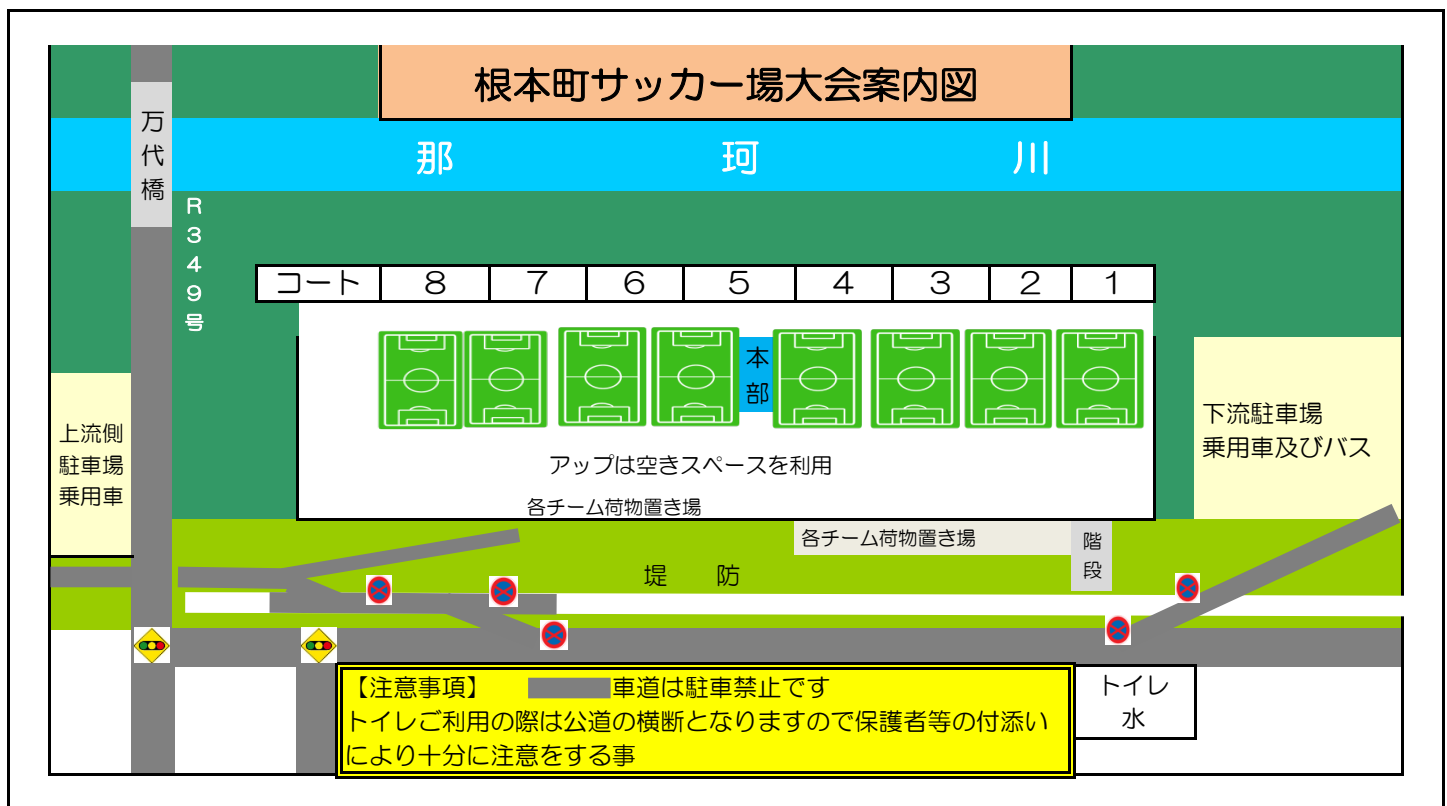 根本町サッカー場大会案内図
万代橋
那珂川
R349号
コート 8 7 6 5 4 3 2 1
本部
上流側
駐車場
乗用車
下流駐車場
乗用車及びバス
アップは空きスペースを利用
各チーム荷物置き場
各チーム荷物置き場
階段
堤防
【注意事項】 車道は駐車禁止です
トイレご利用の際は公道の横断となりますので保護者等の付添い
により十分に注意をする事
トイレ
水